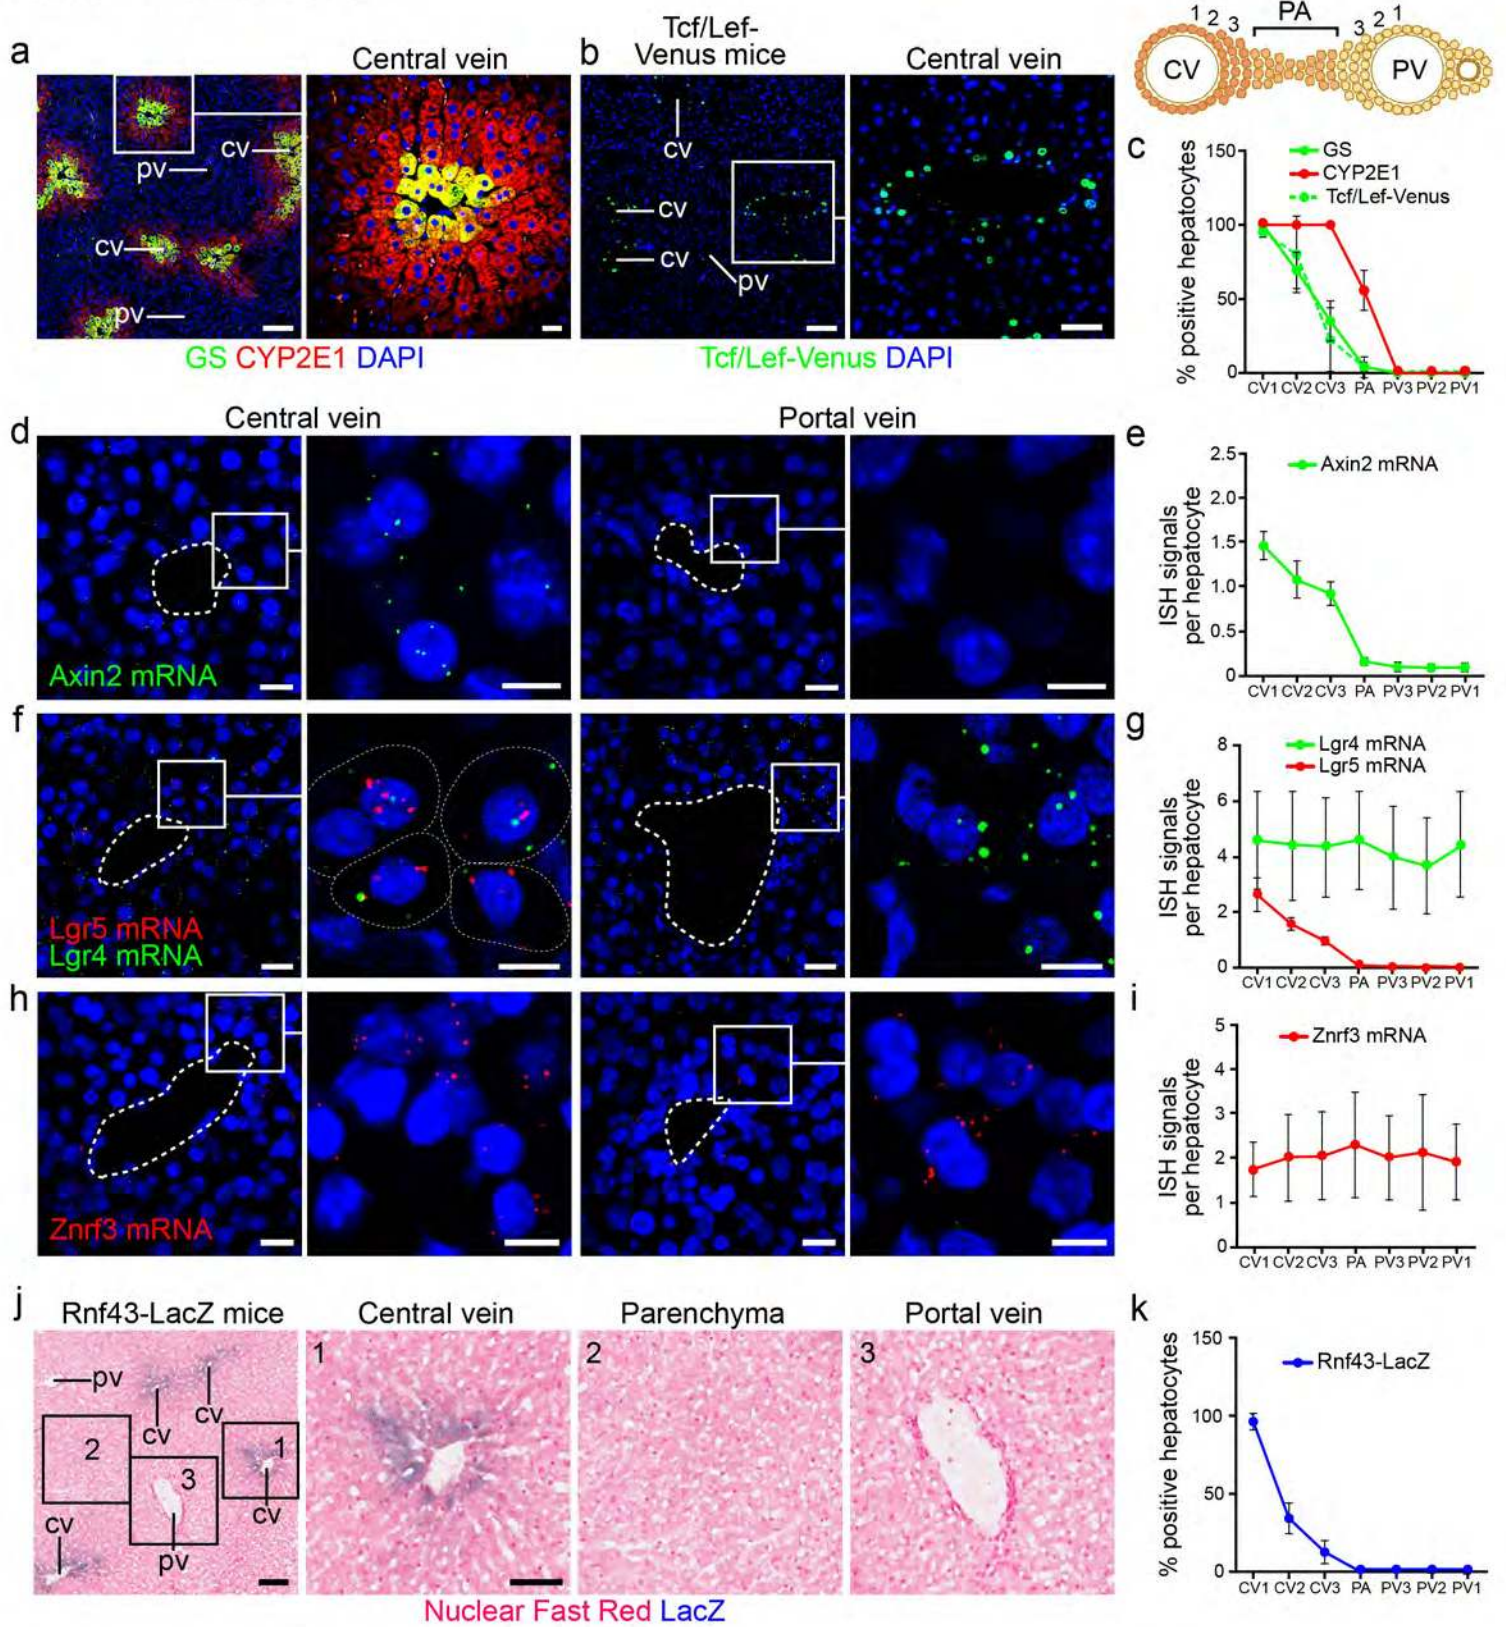 Tcf/Lef-
Venus mice
a
Central vein
b
Central vein
1 2 3 PA 3 2 1
CV PV
cv
pv
cv
pv
cv
cv
cv
pv
GS CYP2E1 DAPI
Tcf/Lef-Venus DAPI
c
% positive hepatocytes
150
100
50
0
GS
CYP2E1
Tcf/Lef-Venus
CV1 CV2 CV3 PA PV3 PV2 PV1
Central vein
Portal vein
d
Axin2 mRNA
e
ISH signals
per hepatocyte
2.5
2.0
1.5
1.0
0.5
0
Axin2 mRNA
CV1 CV2 CV3 PA PV3 PV2 PV1
f
Lgr5 mRNA
Lgr4 mRNA
g
ISH signals
per hepatocyte
8
6
4
2
0
Lgr4 mRNA
Lgr5 mRNA
CV1 CV2 CV3 PA PV3 PV2 PV1
h
Znrf3 mRNA
i
ISH signals
per hepatocyte
5
4
3
2
1
0
Znrf3 mRNA
CV1 CV2 CV3 PA PV3 PV2 PV1
j
Rnf43-LacZ mice
Central vein
Parenchyma
Portal vein
pv
cv
cv
2
1
3
cv
cv
pv
1
2
3
Nuclear Fast Red LacZ
k
% positive hepatocytes
150
100
50
0
Rnf43-LacZ
CV1 CV2 CV3 PA PV3 PV2 PV1